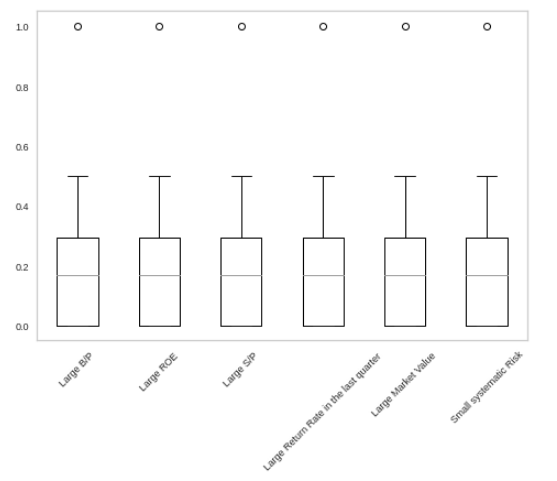 1.0
0.8
0.6
0.4
0.2
0.0
Large B/P
Large ROE
Large S/P
Large Return Rate in the last quarter
Large Market Value
Small systematic Risk